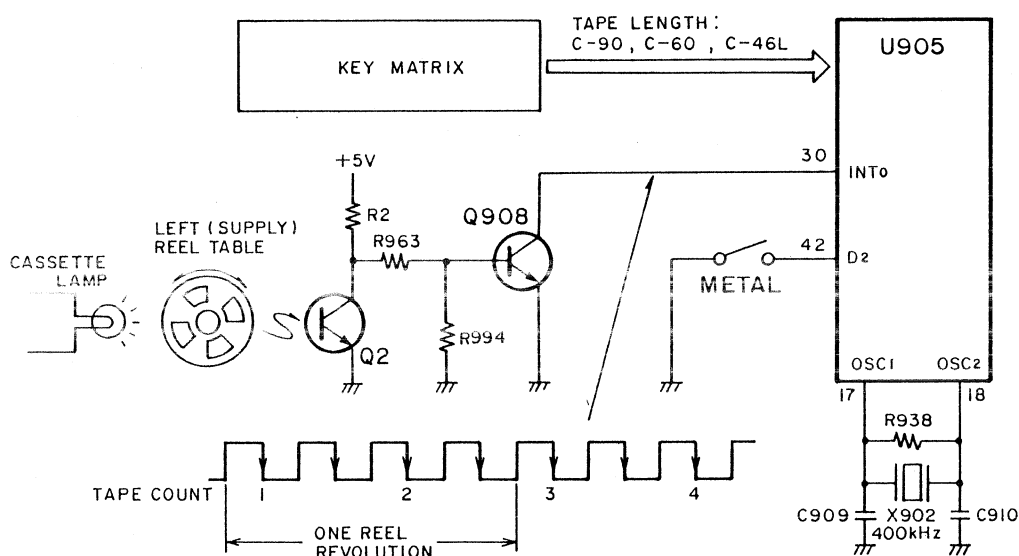 TAPE LENGTH:
C-90, C-60, C-46L
KEY MATRIX
U905
+5V
30
INT0
R2
Q908
LEFT (SUPPLY)
REEL TABLE
R963
42
D2
CASSETTE
LAMP
METAL
R994
Q2
OSC1 OSC2
17 18
R938
TAPE COUNT 1 2 3 4
C909 X902 C910
400kHz
ONE REEL
REVOLUTION